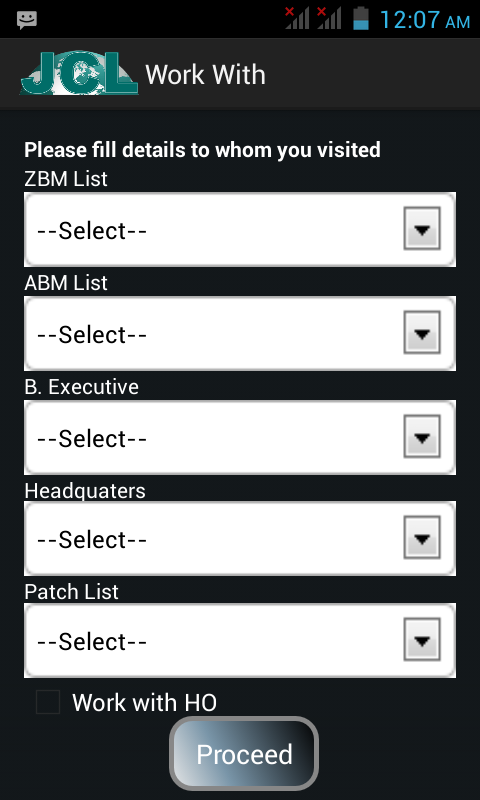 12:07 AM
JCL Work With
Please fill details to whom you visited
ZBM List
--Select--
ABM List
--Select--
B. Executive
--Select--
Headquaters
--Select--
Patch List
--Select--
Work with HO
Proceed